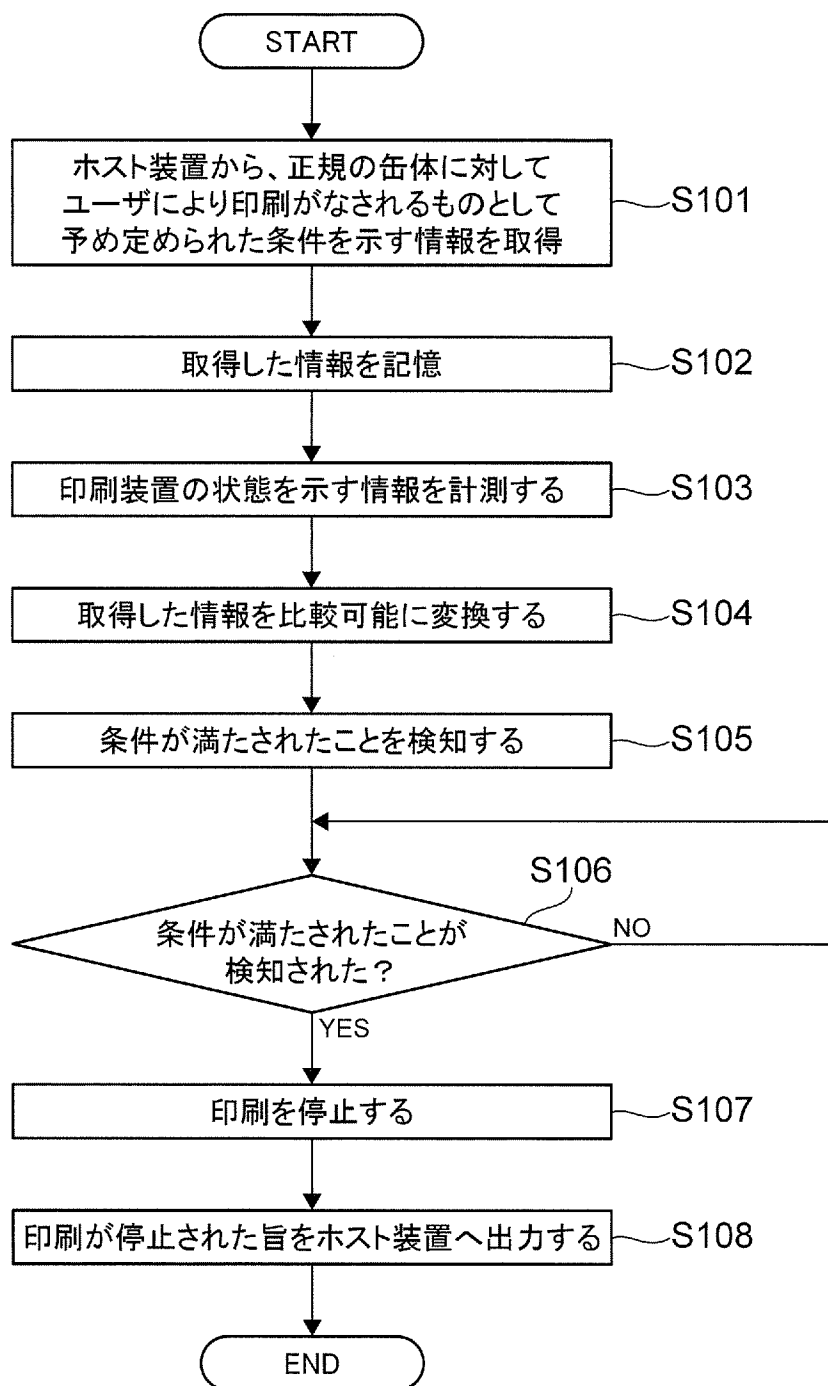 START
ホスト装置から、正規の缶体に対して
ユーザにより印刷がなされるものとして
予め定められた条件を示す情報を取得
S101
取得した情報を記憶
S102
印刷装置の状態を示す情報を計測する
S103
取得した情報を比較可能に変換する
S104
条件が満たされたことを検知する
S105
S106
条件が満たされたことが
検知された？
NO
YES
印刷を停止する
S107
印刷が停止された旨をホスト装置へ出力する
S108
END